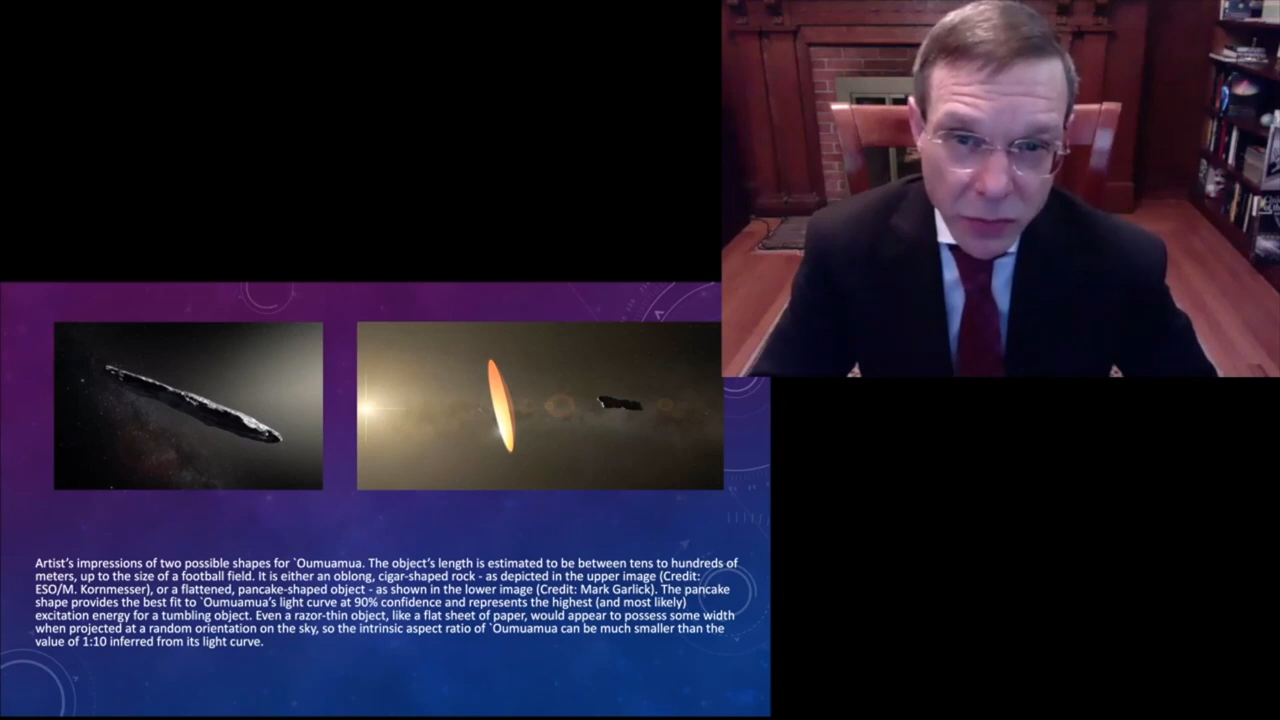 Artist's impressions of two possible shapes for `Oumuamua. The object's length is estimated to be between tens to hundreds of
meters, up to the size of a football field. It is either an oblong, cigar-shaped rock - as depicted in the upper image (Credit:
ESO/M. Kornmesser), or a flattened, pancake-shaped object - as shown in the lower image (Credit: Mark Garlick). The pancake
shape provides the best fit to `Oumuamua's light curve at 90% confidence and represents the highest (and most likely)
excitation energy for a tumbling object. Even a razor-thin object, like a flat sheet of paper, would appear to possess some width
when projected at a random orientation on the sky, so the intrinsic aspect ratio of `Oumuamua can be much smaller than the
value of 1:10 inferred from its light curve.